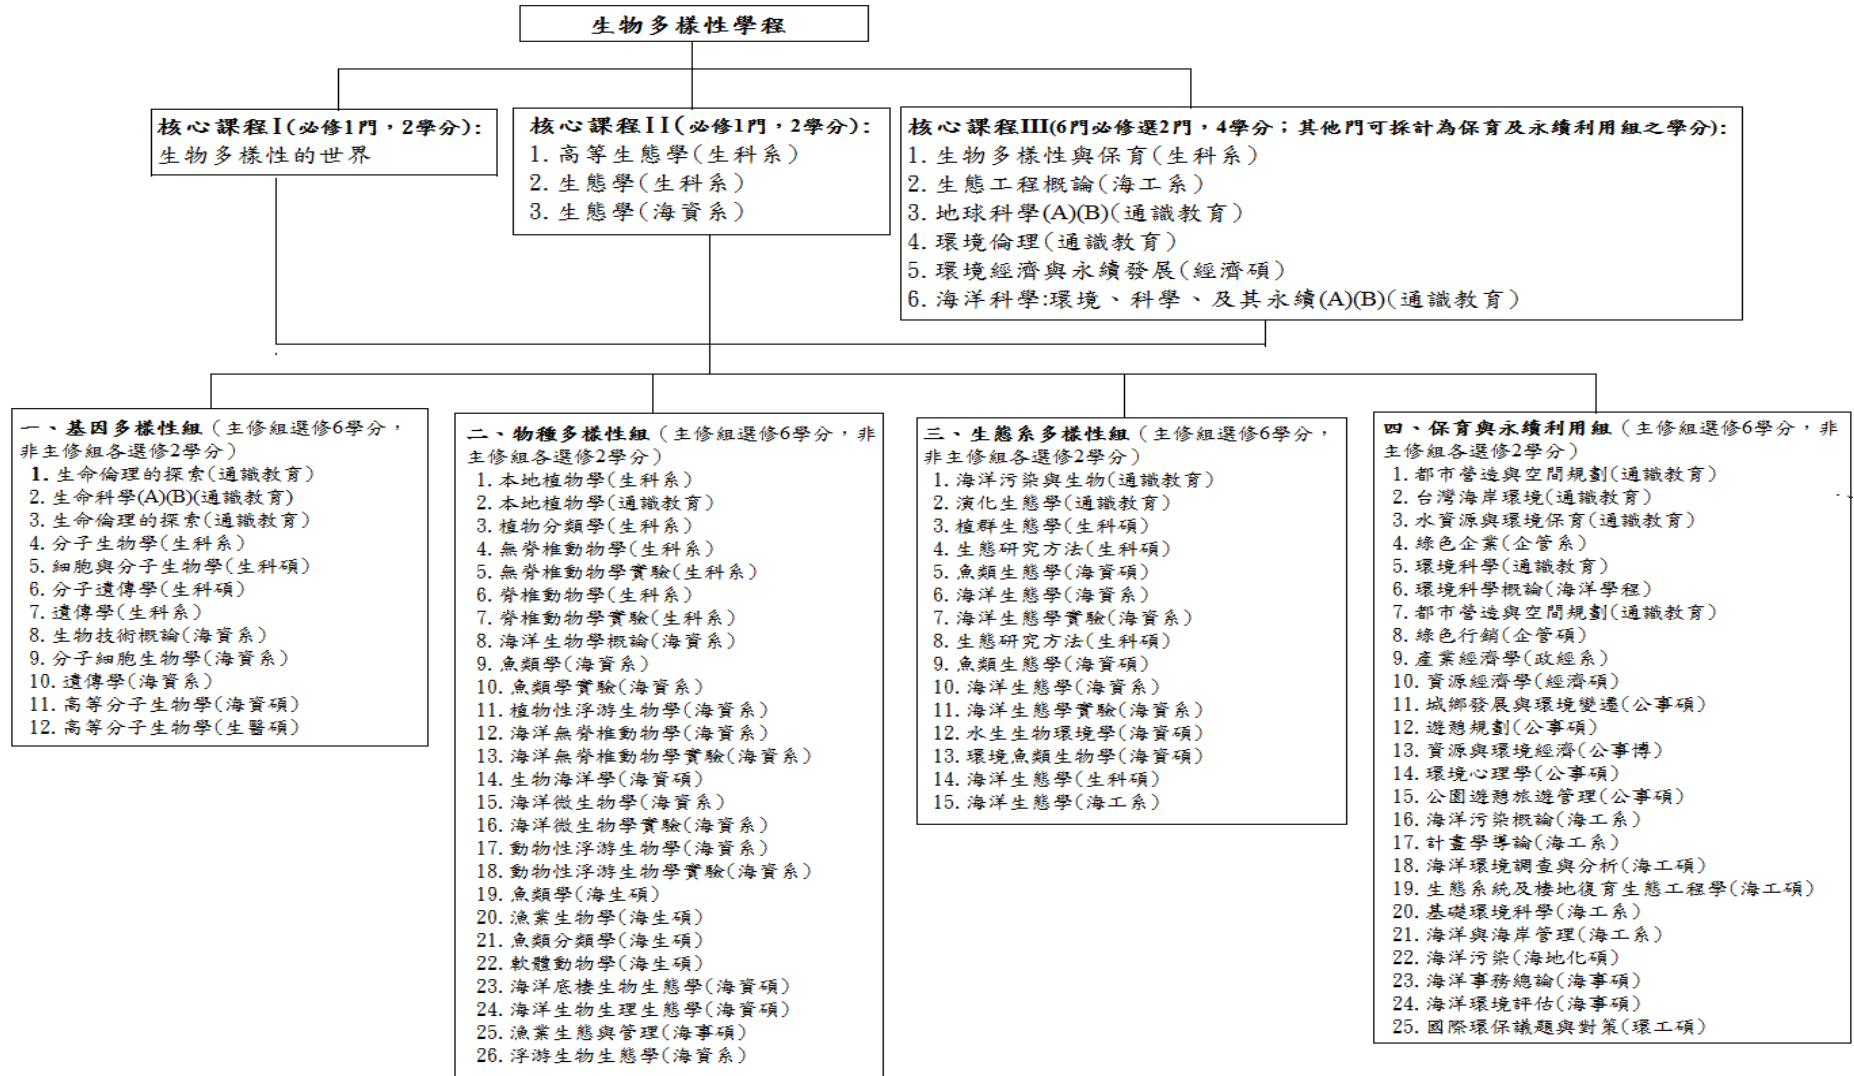 生物多樣性學程
核心課程I(必修1門，2學分):
生物多樣性的世界
核心課程II(必修1門，2學分):
1. 高等生態學(生科系)
2. 生態學(生科系)
3. 生態學(海資系)
核心課程III(6門必修選2門，4學分；其他門可採計為保育及永續利用組之學分):
1. 生物多樣性與保育(生科系)
2. 生態工程概論(海工系)
3. 地球科學(A)(B)(通識教育)
4. 環境倫理(通識教育)
5. 環境經濟與永續發展(經濟碩)
6. 海洋科學:環境、科學、及其永續(A)(B)(通識教育)
一、基因多樣性組（主修組選修6學分，
非主修組各選修2學分）
1. 生命倫理的探索(通識教育)
2. 生命科學(A)(B)(通識教育)
3. 生命倫理的探索(通識教育)
4. 分子生物學(生科系)
5. 細胞與分子生物學(生科碩)
6. 分子遺傳學(生科碩)
7. 遺傳學(生科系)
8. 生物技術概論(海資系)
9. 分子細胞生物學(海資系)
10. 遺傳學(海資系)
11. 高等分子生物學(海資碩)
12. 高等分子生物學(生醫碩)
二、物種多樣性組（主修組選修6學分，非
主修組各選修2學分）
1. 本地植物學(生科系)
2. 本地植物學(通識教育)
3. 植物分類學(生科系)
4. 無脊椎動物學(生科系)
5. 無脊椎動物學實驗(生科系)
6. 脊椎動物學(生科系)
7. 脊椎動物學實驗(生科系)
8. 海洋生物學概論(海資系)
9. 魚類學(海資系)
10. 魚類學實驗(海資系)
11. 植物性浮游生物學(海資系)
12. 海洋無脊椎動物學(海資系)
13. 海洋無脊椎動物學實驗(海資系)
14. 生物海洋學(海資碩)
15. 海洋微生物學(海資系)
16. 海洋微生物學實驗(海資系)
17. 動物性浮游生物學(海資系)
18. 動物性浮游生物學實驗(海資系)
19. 魚類學(海生碩)
20. 漁業生物學(海生碩)
21. 魚類分類學(海生碩)
22. 軟體動物學(海生碩)
23. 海洋底棲生物生態學(海資碩)
24. 海洋生物生理生態學(海資碩)
25. 漁業生態與管理(海事碩)
26. 浮游生物生態學(海資系)
三、生態系多樣性組（主修組選修6學分，
非主修組各選修2學分）
1. 海洋污染與生物(通識教育)
2. 演化生態學(通識教育)
3. 植群生態學(生科碩)
4. 生態研究方法(生科碩)
5. 魚類生態學(海資碩)
6. 海洋生態學(海資系)
7. 海洋生態學實驗(海資系)
8. 生態研究方法(生科碩)
9. 魚類生態學(海資碩)
10. 海洋生態學(海資系)
11. 海洋生態學實驗(海資系)
12. 水生生物環境學(海資碩)
13. 環境魚類生物學(海資碩)
14. 海洋生態學(生科碩)
15. 海洋生態學(海工系)
四、保育與永續利用組（主修組選修6學分，非
主修組各選修2學分）
1. 都市營造與空間規劃(通識教育)
2. 台灣海岸環境(通識教育)
3. 水資源與環境保育(通識教育)
4. 綠色企業(企管系)
5. 環境科學(通識教育)
6. 環境科學概論(海洋學程)
7. 都市營造與空間規劃(通識教育)
8. 綠色行銷(企管碩)
9. 產業經濟學(政經系)
10. 資源經濟學(經濟碩)
11. 城鄉發展與環境變遷(公事碩)
12. 遊憩規劃(公事碩)
13. 資源與環境經濟(公事博)
14. 環境心理學(公事碩)
15. 公園遊憩旅遊管理(公事碩)
16. 海洋污染概論(海工系)
17. 計畫學導論(海工系)
18. 海洋環境調查與分析(海工碩)
19. 生態系統及棲地復育生態工程學(海工碩)
20. 基礎環境科學(海工系)
21. 海洋與海岸管理(海工系)
22. 海洋污染(海地化碩)
23. 海洋事務總論(海事碩)
24. 海洋環境評估(海事碩)
25. 國際環保議題與對策(環工碩)